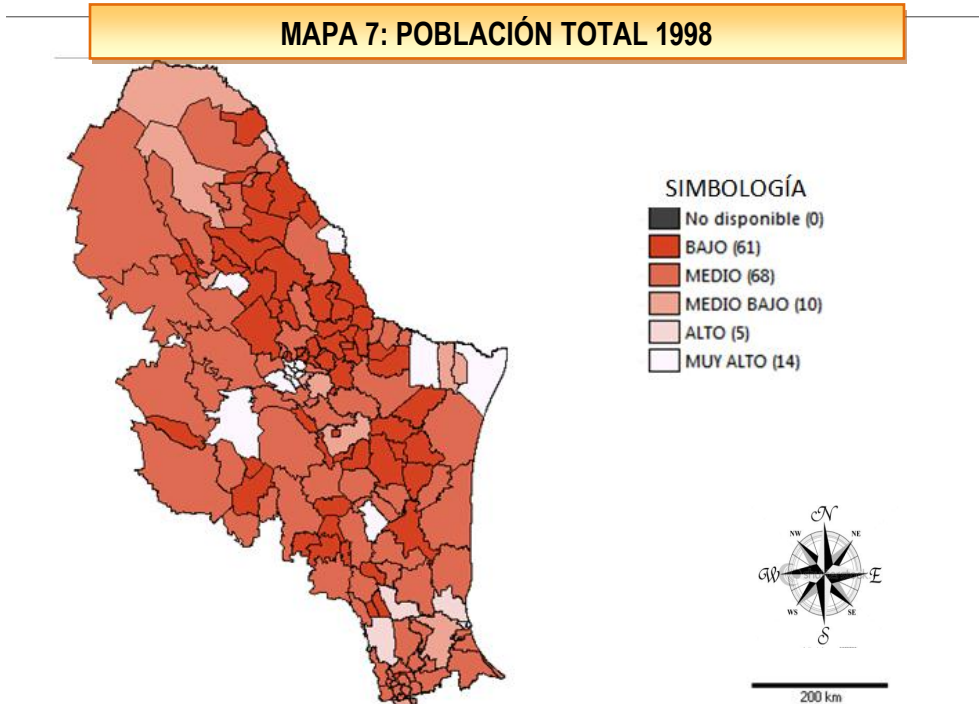 MAPA 7: POBLACIÓN TOTAL 1998
SIMBOLOGÍA
No disponible (0)
BAJO (61)
MEDIO (68)
MEDIO BAJO (10)
ALTO (5)
MUY ALTO (14)
N
NW NE
W E
WS SE
S
200 km